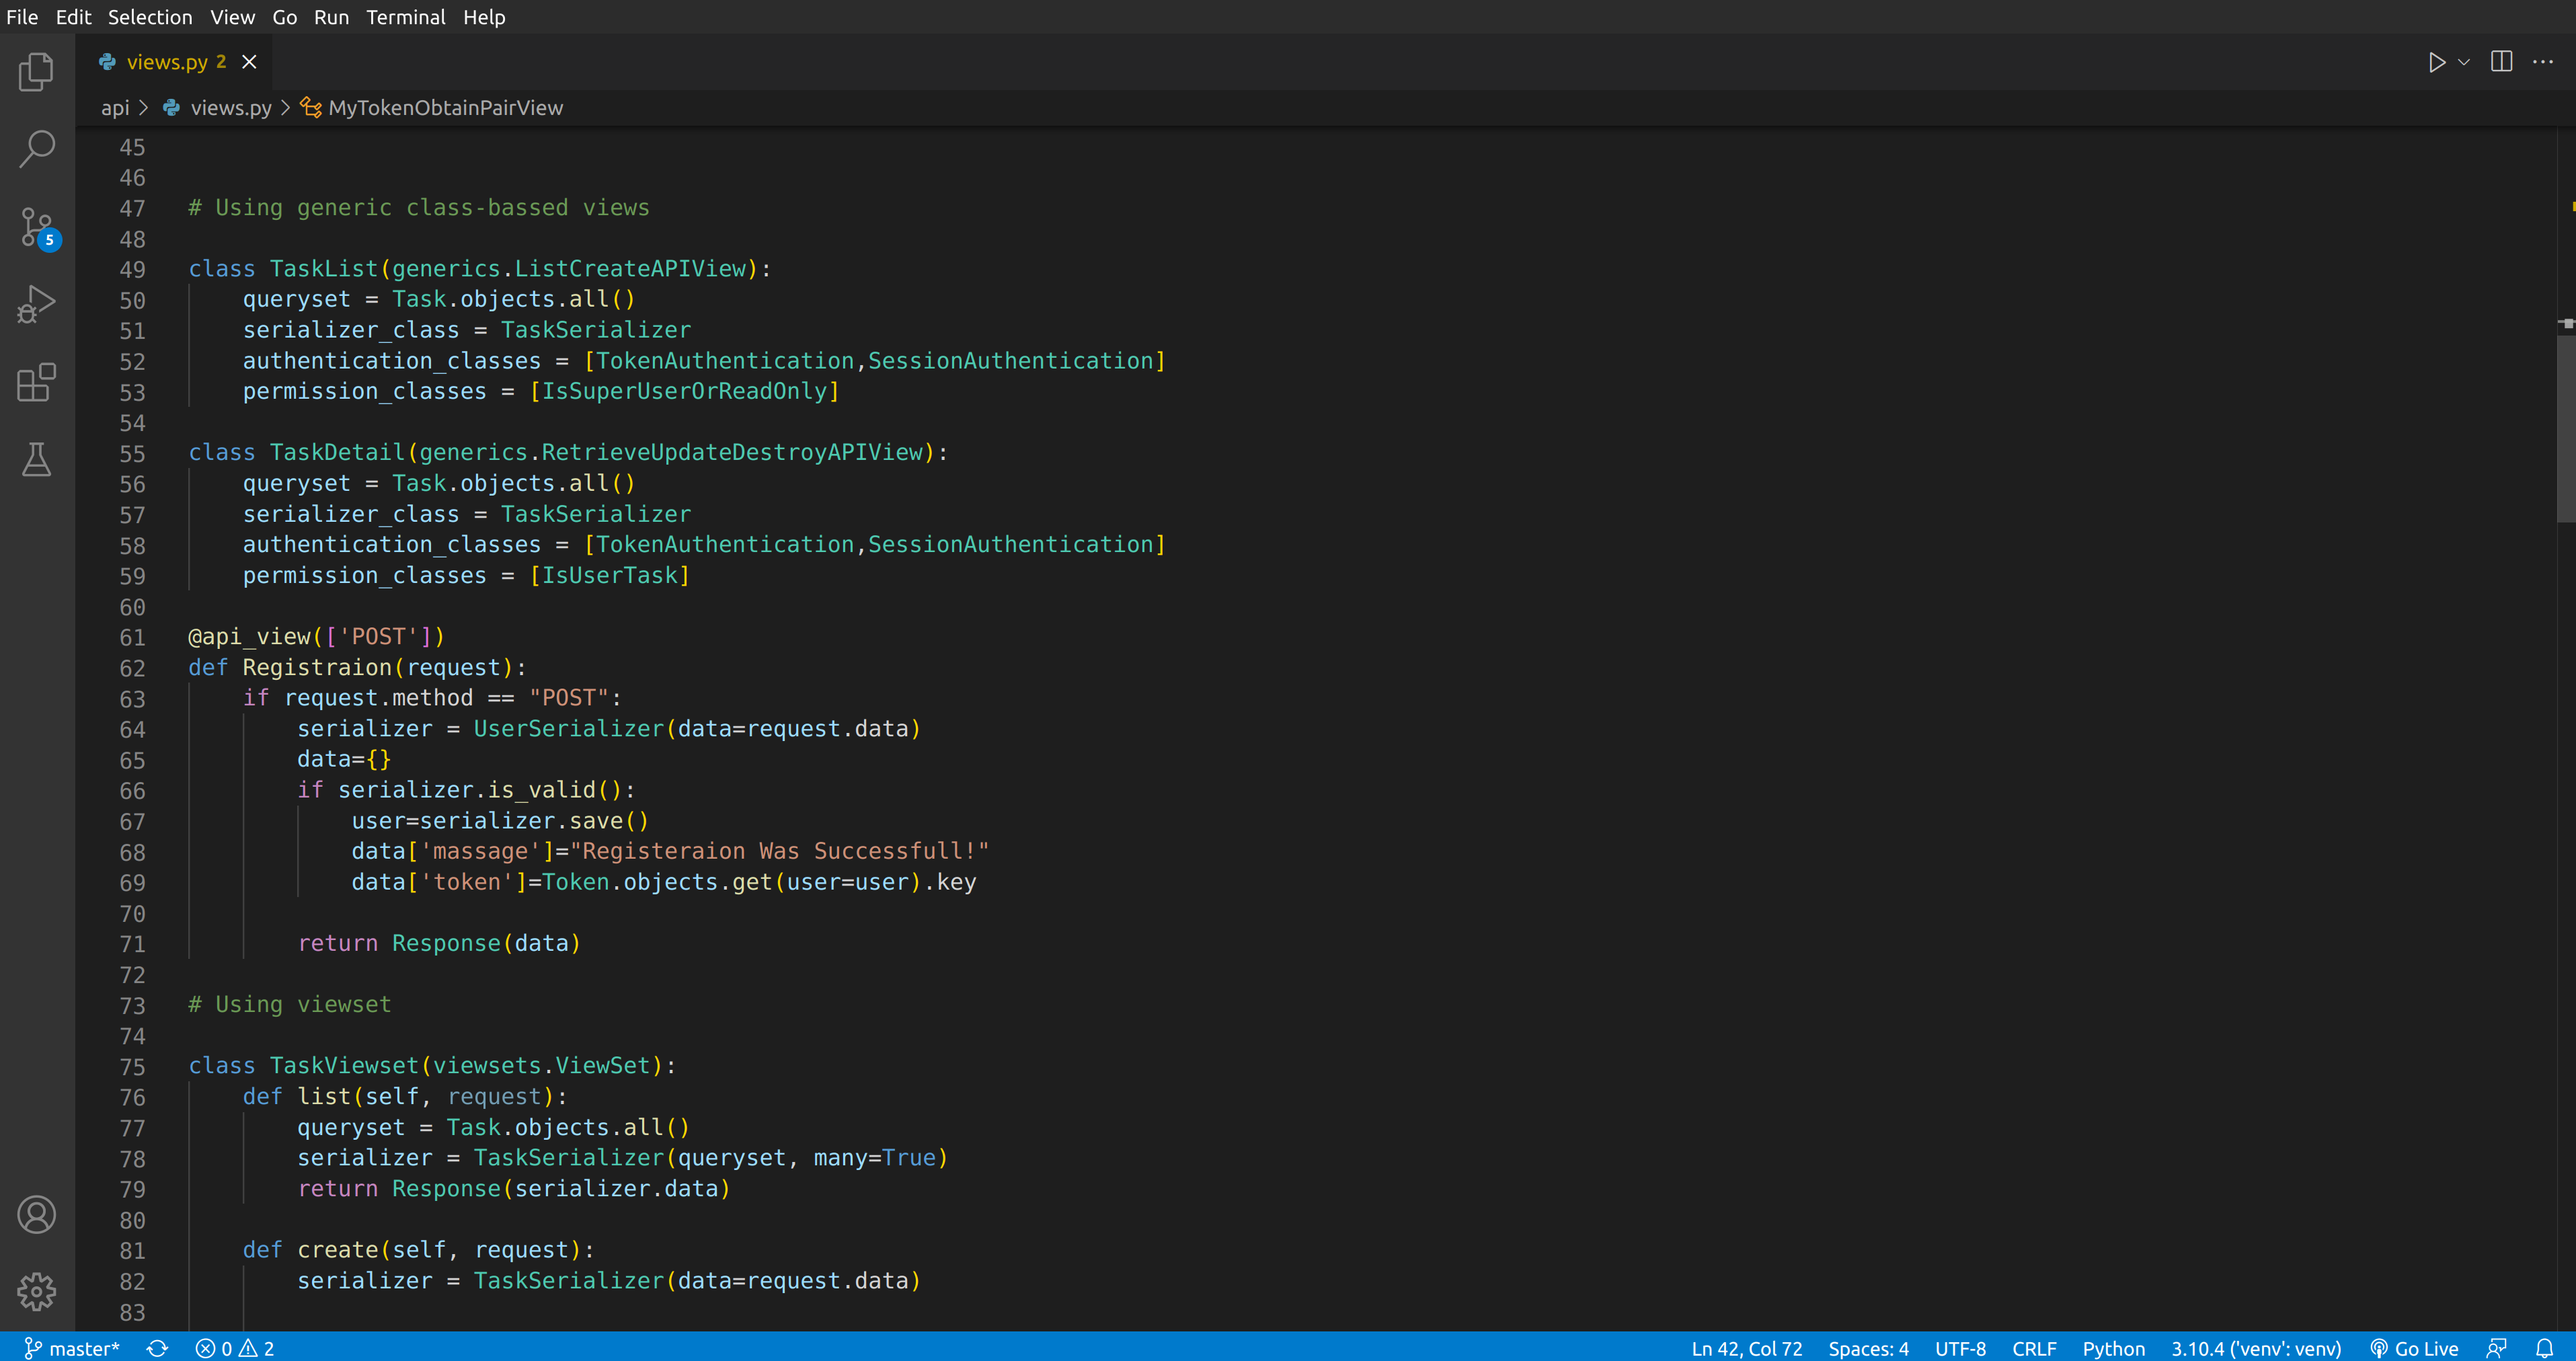 File Edit Selection View Go Run Terminal Help
views.py 2
api > views.py > MyTokenObtainPairView
45
46
47 # Using generic class-bassed views
48
49 class TaskList(generics.ListCreateAPIView):
50     queryset = Task.objects.all()
51     serializer_class = TaskSerializer
52     authentication_classes = [TokenAuthentication,SessionAuthentication]
53     permission_classes = [IsSuperUserOrReadOnly]
54
55 class TaskDetail(generics.RetrieveUpdateDestroyAPIView):
56     queryset = Task.objects.all()
57     serializer_class = TaskSerializer
58     authentication_classes = [TokenAuthentication,SessionAuthentication]
59     permission_classes = [IsUserTask]
60
61 @api_view(['POST'])
62 def Registraion(request):
63     if request.method == "POST":
64         serializer = UserSerializer(data=request.data)
65         data={}
66         if serializer.is_valid():
67             user=serializer.save()
68             data['massage']="Registeraion Was Successfull!"
69             data['token']=Token.objects.get(user=user).key
70
71         return Response(data)
72
73 # Using viewset
74
75 class TaskViewset(viewsets.ViewSet):
76     def list(self, request):
77         queryset = Task.objects.all()
78         serializer = TaskSerializer(queryset, many=True)
79         return Response(serializer.data)
80
81     def create(self, request):
82         serializer = TaskSerializer(data=request.data)
83
5
master* 0 2 Ln 42, Col 72 Spaces: 4 UTF-8 CRLF Python 3.10.4 ('venv': venv) Go Live